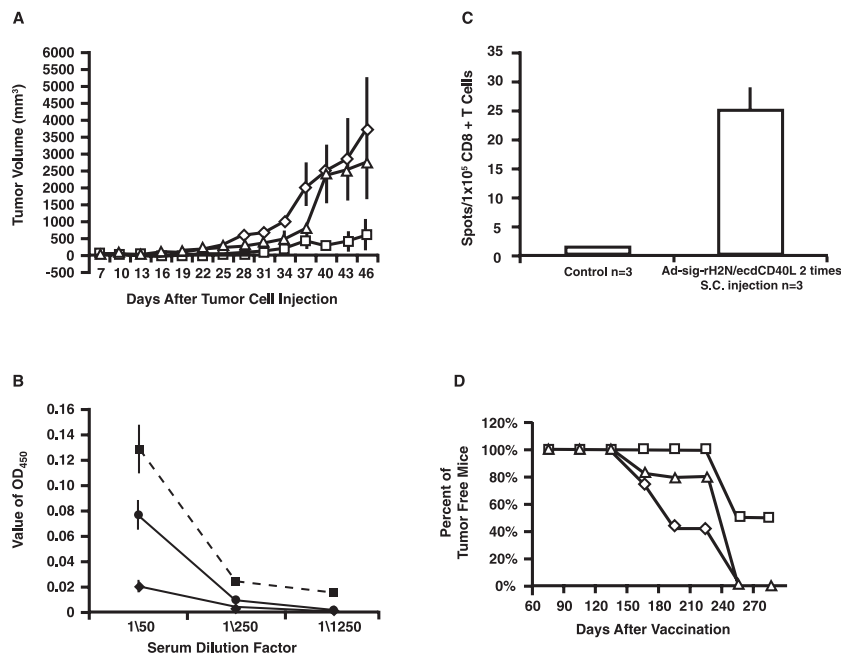 A
Tumor Volume (mm³)
6000
5500
5000
4500
4000
3500
3000
2500
2000
1500
1000
500
0
-500
7 10 13 16 19 22 25 28 31 34 37 40 43 46
Days After Tumor Cell Injection
C
Spots/1x10⁵ CD8 + T Cells
35
30
25
20
15
10
5
0
Control n=3
Ad-sig-rH2N/ecdCD40L 2 times
S.C. injection n=3
B
Value of OD₄₅₀
0.16
0.14
0.12
0.10
0.08
0.06
0.04
0.02
0
1\50 1\250 1\1250
Serum Dilution Factor
D
Percent of
Tumor Free Mice
120%
100%
80%
60%
40%
20%
0%
60 90 120 150 180 210 240 270
Days After Vaccination